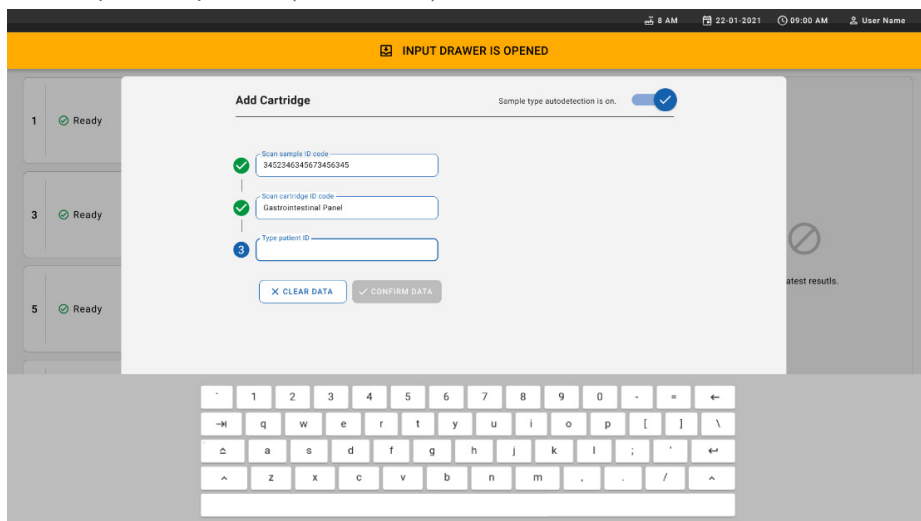 8 AM 22-01-2021 09:00 AM User Name
INPUT DRAWER IS OPENED
Add Cartridge
Sample type autodetection is on.
1 Ready
Scan sample ID code
3452346345673456345
Scan cartridge ID code
Gastrointestinal Panel
3 Ready
Type patient ID
3
CLEAR DATA
CONFIRM DATA
atest resutls.
5 Ready
` 1 2 3 4 5 6 7 8 9 0 - =
q w e r t y u i o p [ ] \
a s d f g h j k l ; '
z x c v b n m , . /